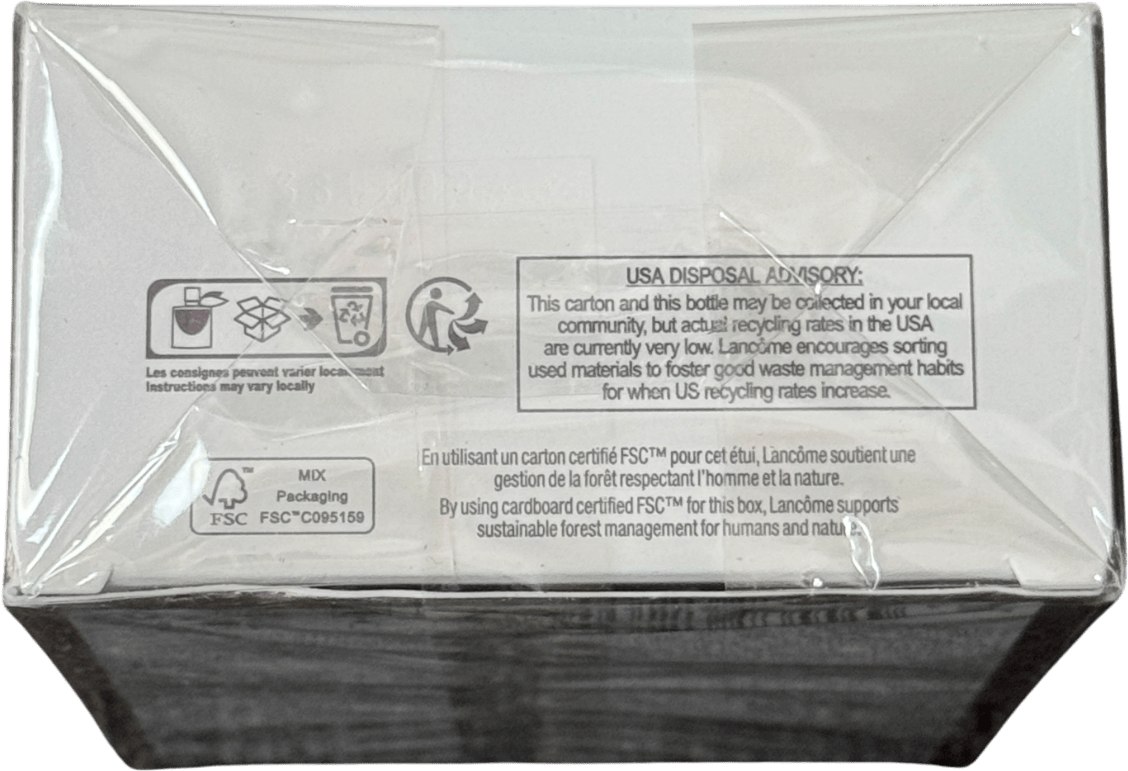 USA DISPOSAL ADVISORY:
This carton and this bottle may be collected in your local
community, but actual recycling rates in the USA
are currently very low. Lancôme encourages sorting
used materials to foster good waste management habits
for when US recycling rates increase.
Les consignes peuvent varier localement
Instructions may vary locally
En utilisant un carton certifié FSC™ pour cet étui, Lancôme soutient une
gestion de la forêt respectant l'homme et la nature.
By using cardboard certified FSC™ for this box, Lancôme supports
sustainable forest management for humans and nature.
™
FSC
MIX
Packaging
FSC™C095159